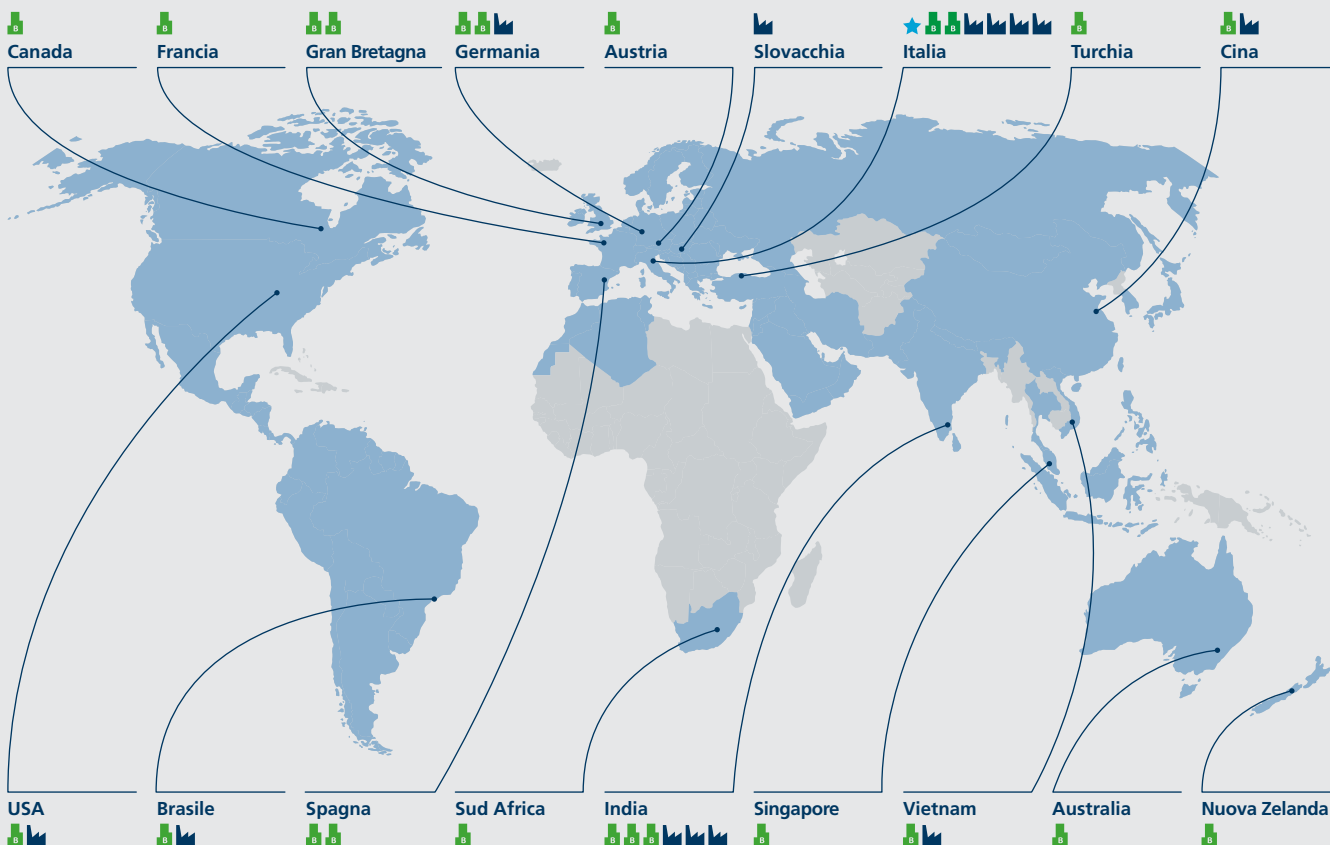 B B B B B B B B B B B B
Canada Francia Gran Bretagna Germania Austria Slovacchia Italia Turchia Cina
USA Brasile Spagna Sud Africa India Singapore Vietnam Australia Nuova Zelanda
B B B B B B B B B B B B